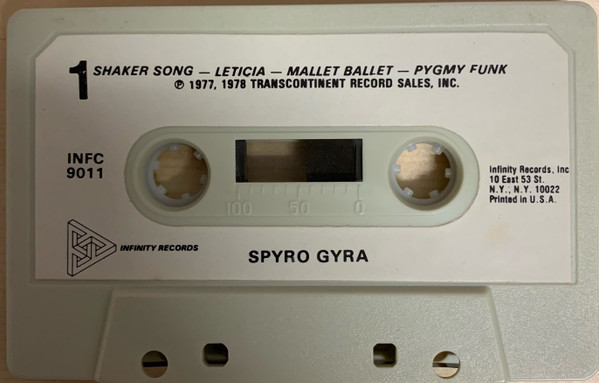 1
SHAKER SONG — LETICIA — MALLET BALLET — PYGMY FUNK
℗ 1977, 1978 TRANSCONTINENT RECORD SALES, INC.
INFC
9011
100 50 0
Infinity Records, Inc
10 East 53 St.
N.Y., N.Y. 10022
Printed in U.S.A.
INFINITY RECORDS
SPYRO GYRA